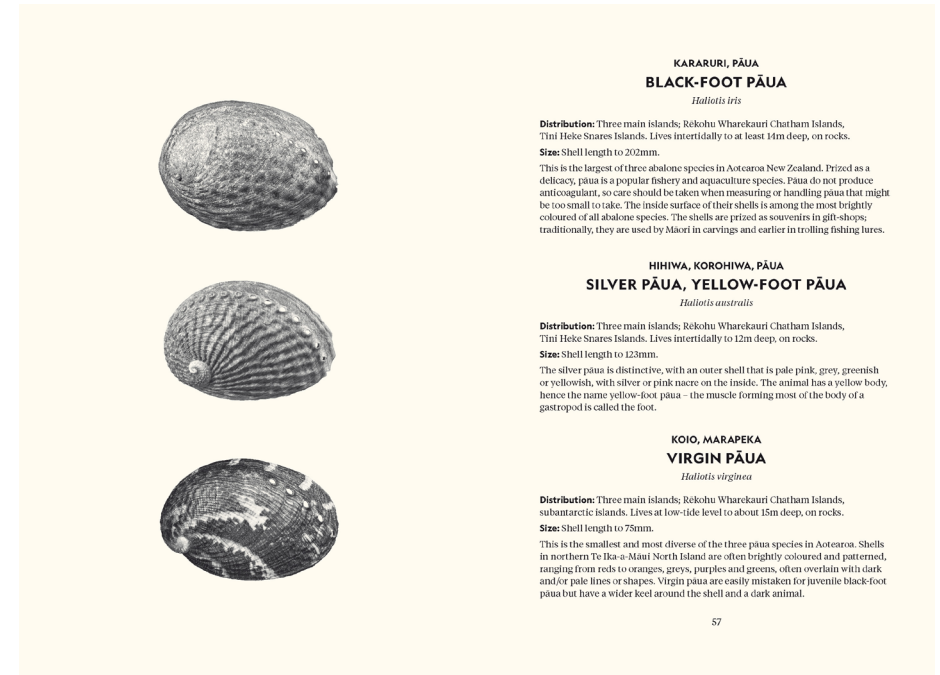 KARARURI, PĀUA
BLACK-FOOT PĀUA
Haliotis iris
Distribution: Three main islands; Rēkohu Wharekauri Chatham Islands,
Tini Heke Snares Islands. Lives intertidally to at least 14m deep, on rocks.
Size: Shell length to 202mm.
This is the largest of three abalone species in Aotearoa New Zealand. Prized as a
delicacy, pāua is a popular fishery and aquaculture species. Pāua do not produce
anticoagulant, so care should be taken when measuring or handling pāua that might
be too small to take. The inside surface of their shells is among the most brightly
coloured of all abalone species. The shells are prized as souvenirs in gift-shops;
traditionally, they are used by Māori in carvings and earlier in trolling fishing lures.
HIHIWA, KOROHIWA, PĀUA
SILVER PĀUA, YELLOW-FOOT PĀUA
Haliotis australis
Distribution: Three main islands; Rēkohu Wharekauri Chatham Islands,
Tini Heke Snares Islands. Lives intertidally to 12m deep, on rocks.
Size: Shell length to 123mm.
The silver pāua is distinctive, with an outer shell that is pale pink, grey, greenish
or yellowish, with silver or pink nacre on the inside. The animal has a yellow body,
hence the name yellow-foot pāua – the muscle forming most of the body of a
gastropod is called the foot.
KOIO, MARAPEKA
VIRGIN PĀUA
Haliotis virginea
Distribution: Three main islands; Rēkohu Wharekauri Chatham Islands,
subantarctic islands. Lives at low-tide level to about 15m deep, on rocks.
Size: Shell length to 75mm.
This is the smallest and most diverse of the three pāua species in Aotearoa. Shells
in northern Te Ika-a-Māui North Island are often brightly coloured and patterned,
ranging from reds to oranges, greys, purples and greens, often overlain with dark
and/or pale lines or shapes. Virgin pāua are easily mistaken for juvenile black-foot
pāua but have a wider keel around the shell and a dark animal.
57